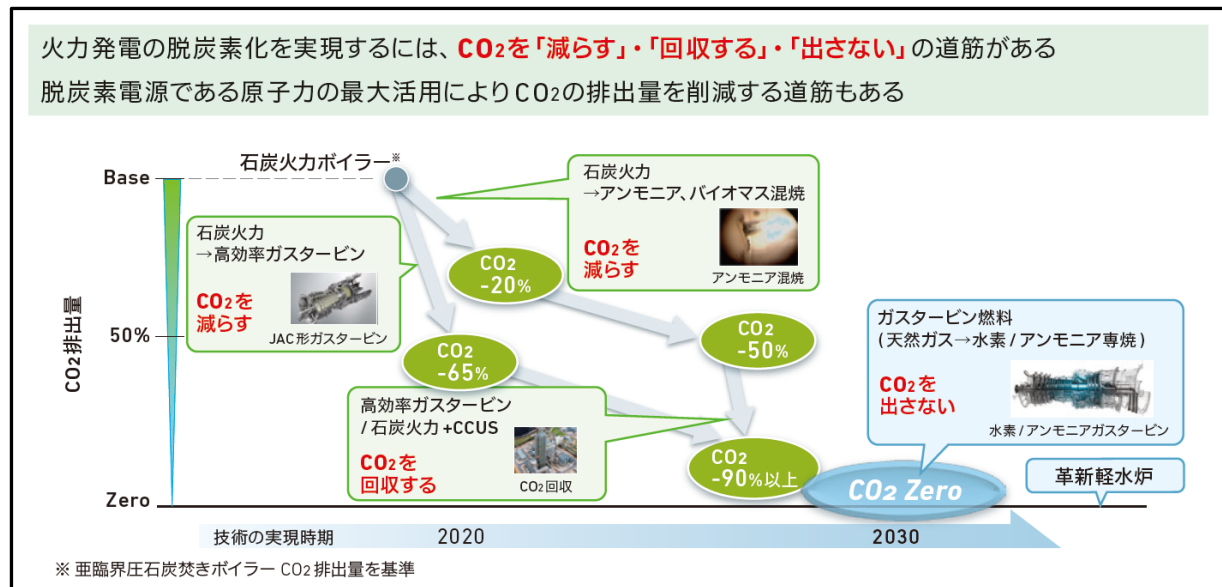 火力発電の脱炭素化を実現するには、CO2を「減らす」・「回収する」・「出さない」の道筋がある
脱炭素電源である原子力の最大活用によりCO2の排出量を削減する道筋もある
石炭火力ボイラー※
Base
50%
Zero
CO2排出量
石炭火力
→高効率ガスタービン
CO2を
減らす
JAC形ガスタービン
石炭火力
→アンモニア、バイオマス混焼
CO2を
減らす
アンモニア混焼
CO2
-20%
CO2
-65%
CO2
-50%
高効率ガスタービン
/石炭火力+CCUS
CO2を
回収する
CO2回収
CO2
-90%以上
ガスタービン燃料
(天然ガス→水素/アンモニア専焼)
CO2を
出さない
水素/アンモニアガスタービン
CO2 Zero
革新軽水炉
技術の実現時期
2020
2030
※ 亜臨界圧石炭焚きボイラー CO2排出量を基準